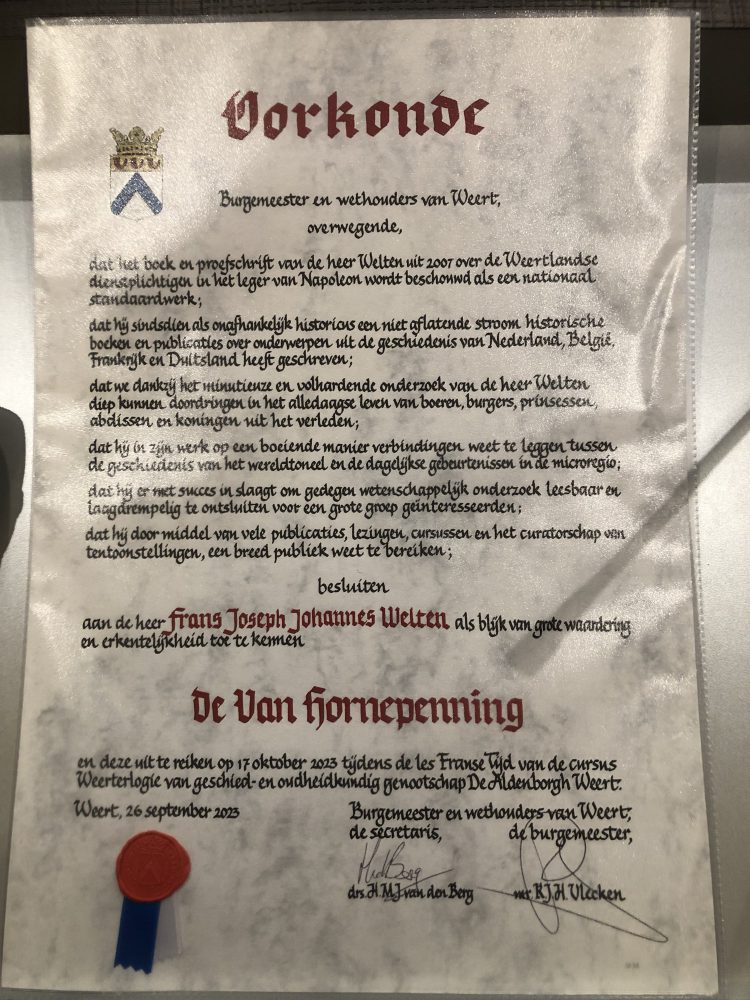 Oorkonde
Burgemeester en wethouders van Weert,
overwegende,
dat het boek en proefschrift van de heer Welten uit 2007 over de Weertlandse
dienstplichtigen in het leger van Napoleon wordt beschouwd als een nationaal
standaardwerk;
dat hij sindsdien als onafhankelijk historicus een niet aflatende stroom historische
boeken en publicaties over onderwerpen uit de geschiedenis van Nederland, België,
Frankrijk en Duitsland heeft geschreven;
dat we dankzij het minutieuze en volhardende onderzoek van de heer Welten
diep kunnen doordringen in het alledaagse leven van boeren, burgers, prinsessen,
abdissen en koningen uit het verleden;
dat hij in zijn werk op een boeiende manier verbindingen weet te leggen tussen
de geschiedenis van het wereldtoneel en de dagelijkse gebeurtenissen in de microregio;
dat hij er met succes in slaagt om gedegen wetenschappelijk onderzoek leesbaar en
laagdrempelig te ontsluiten voor een grote groep geïnteresseerden;
dat hij door middel van vele publicaties, lezingen, cursussen en het curatorschap van
tentoonstellingen, een breed publiek weet te bereiken;
besluiten
aan de heer Frans Joseph Johannes Welten als blijk van grote waardering
en erkentelijkheid toe te kennen
de Van Hornepenning
en deze uit te reiken op 17 oktober 2023 tijdens de les Franse Tijd van de cursus
Weerterlogie van geschied- en oudheidkundig genootschap De Aldenborgh Weert.
Weert, 26 september 2023
Burgemeester en wethouders van Weert,
de secretaris, de burgemeester,
drs. H.M.J. van den Berg mr. R.J.H. Vlecken